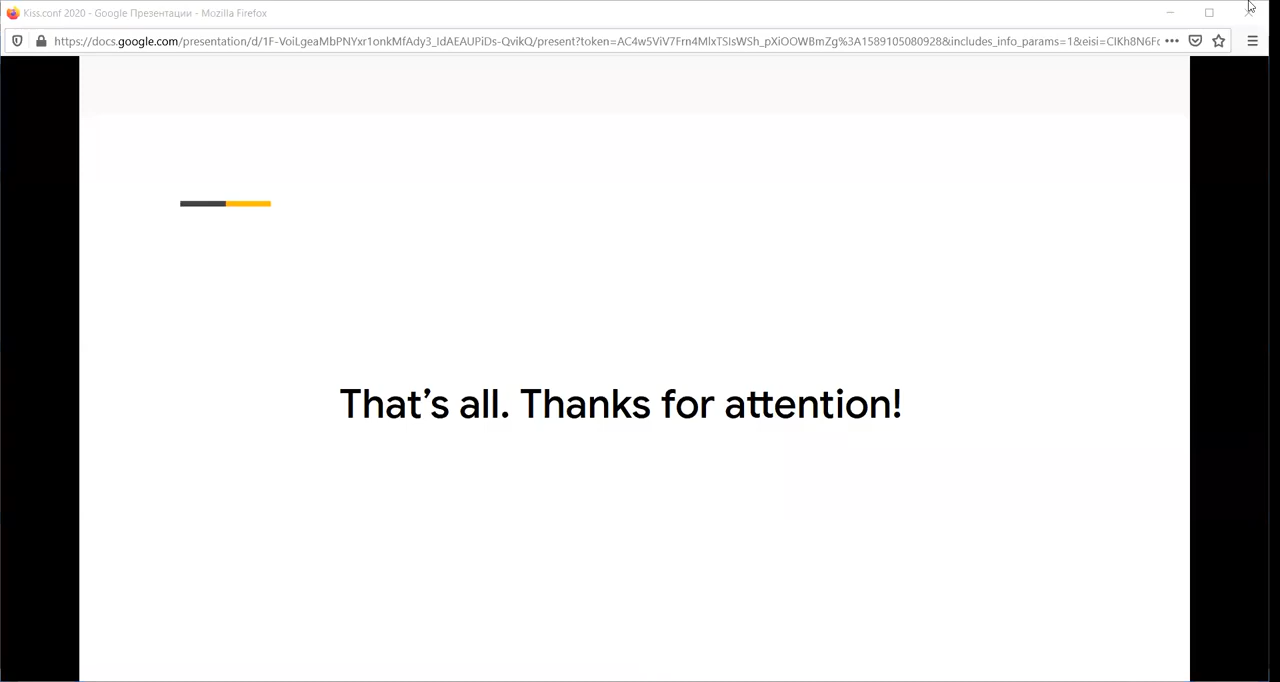 Kiss.conf 2020 - Google Презентации - Mozilla Firefox
https://docs.google.com/presentation/d/1F-VoiLgeaMbPNYxr1onkMfAdy3_IdAEAUPiDs-QvikQ/present?token=AC4w5ViV7Frn4MlxTSIsWSh_pXiOOWBmZg%3A1589105080928&includes_info_params=1&eisi=CIKh8N6Fc
That’s all. Thanks for attention!